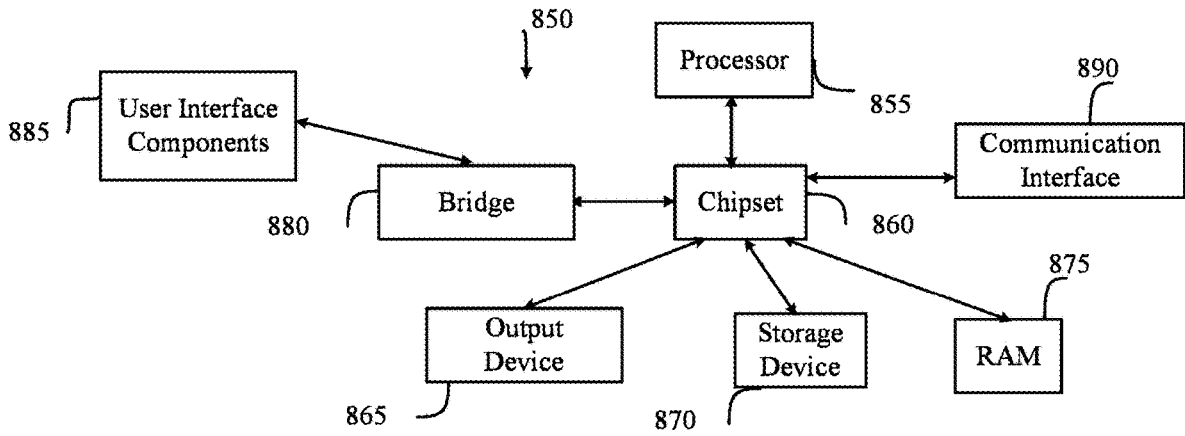 850
Processor
855
890
User Interface
Components
885
Communication
Interface
Bridge
880
Chipset
860
875
Output
Device
865
Storage
Device
870
RAM